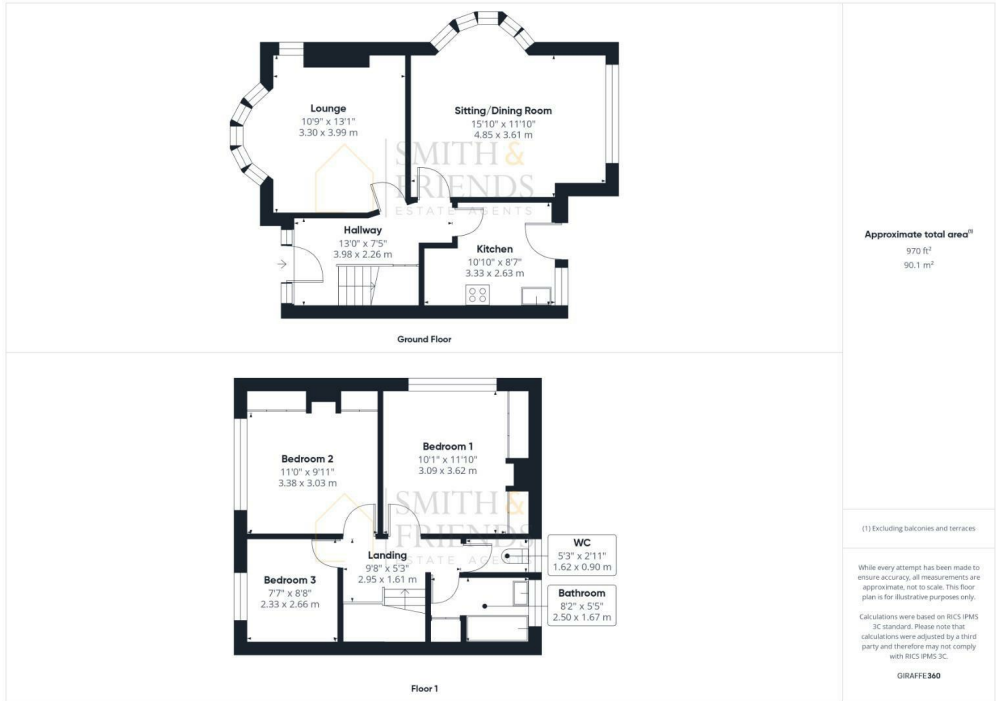 Lounge
10'9" x 13'1"
3.30 x 3.99 m
Sitting/Dining Room
15'10" x 11'10"
4.85 x 3.61 m
SMITH &
FRIENDS
ESTATE AGENTS
Hallway
13'0" x 7'5"
3.98 x 2.26 m
Kitchen
10'10" x 8'7"
3.33 x 2.63 m
Ground Floor
Approximate total area(1)
970 ft²
90.1 m²
Bedroom 2
11'0" x 9'11"
3.38 x 3.03 m
Bedroom 1
10'1" x 11'10"
3.09 x 3.62 m
SMITH &
FRIENDS
ESTATE AGENTS
Landing
9'8" x 5'3"
2.95 x 1.61 m
WC
5'3" x 2'11"
1.62 x 0.90 m
Bedroom 3
7'7" x 8'8"
2.33 x 2.66 m
Bathroom
8'2" x 5'5"
2.50 x 1.67 m
Floor 1
(1) Excluding balconies and terraces
While every attempt has been made to
ensure accuracy, all measurements are
approximate, not to scale. This floor
plan is for illustrative purposes only.
Calculations were based on RICS IPMS
3C standard. Please note that
calculations were adjusted by a third
party and therefore may not comply
with RICS IPMS 3C.
GIRAFFE360